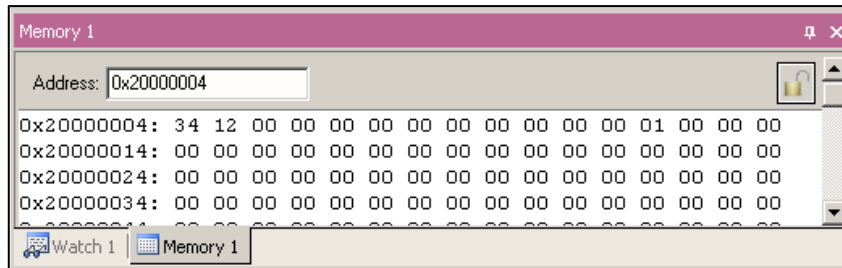 Memory 1
Address: 0x20000004
0x20000004: 34 12 00 00 00 00 00 00 00 00 00 00 01 00 00 00
0x20000014: 00 00 00 00 00 00 00 00 00 00 00 00 00 00 00 00
0x20000024: 00 00 00 00 00 00 00 00 00 00 00 00 00 00 00 00
0x20000034: 00 00 00 00 00 00 00 00 00 00 00 00 00 00 00 00
Watch 1 Memory 1